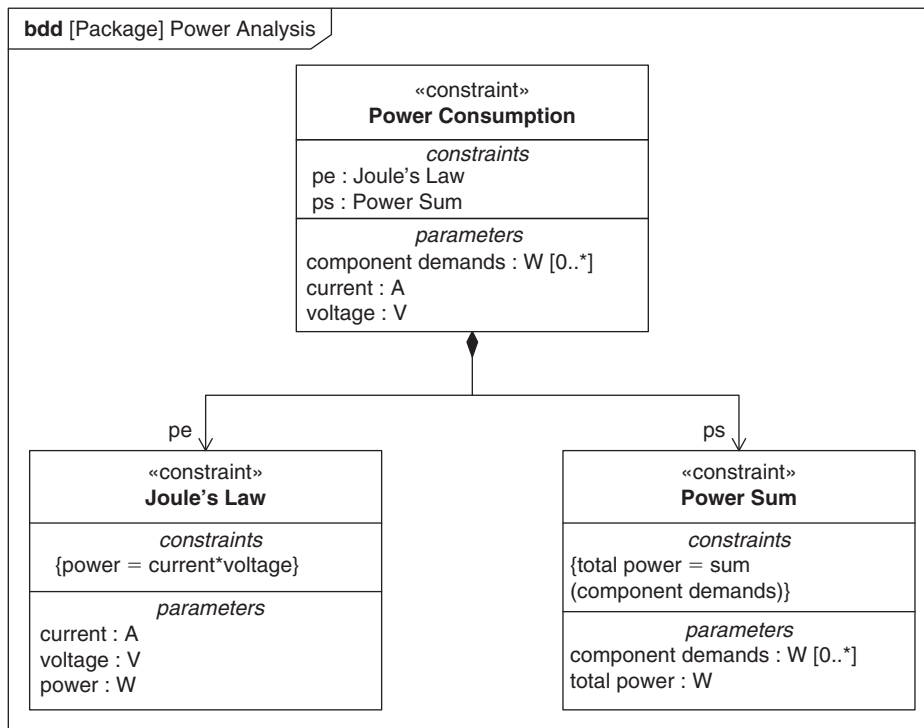 bdd [Package] Power Analysis
«constraint»
Power Consumption
constraints
pe : Joule’s Law
ps : Power Sum
parameters
component demands : W [0..*]
current : A
voltage : V
pe
ps
«constraint»
Joule’s Law
constraints
{power = current*voltage}
parameters
current : A
voltage : V
power : W
«constraint»
Power Sum
constraints
{total power = sum
(component demands)}
parameters
component demands : W [0..*]
total power : W